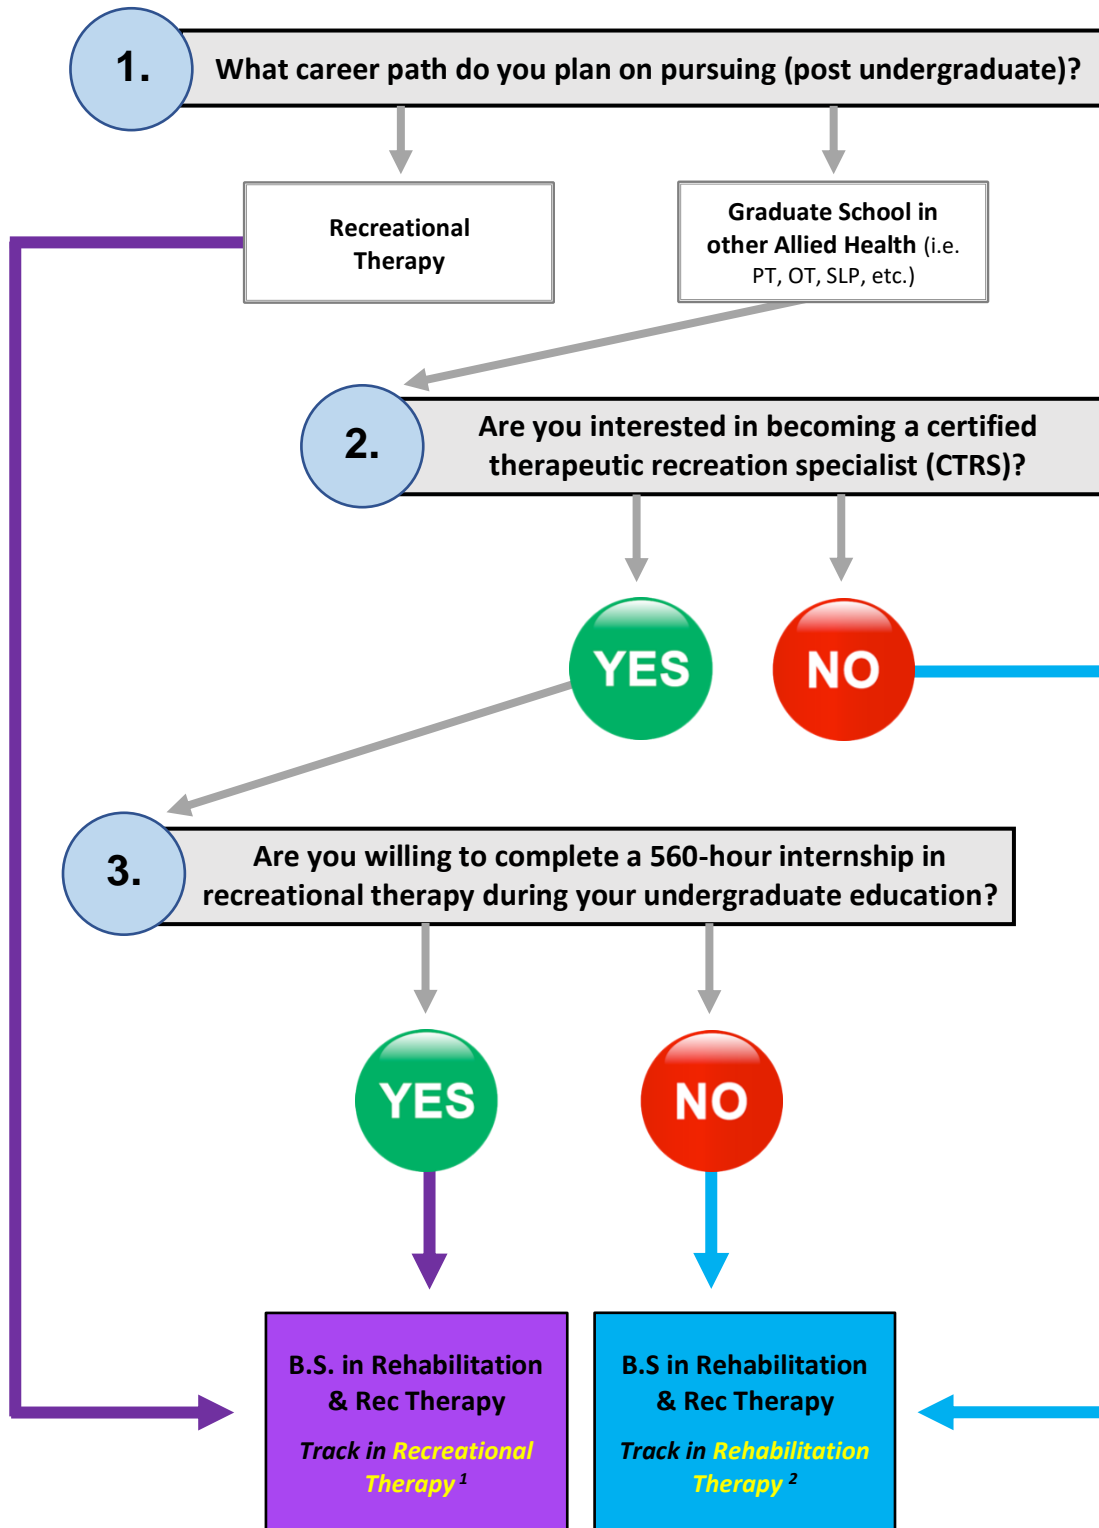 1.
What career path do you plan on pursuing (post undergraduate)?
Recreational
Therapy
Graduate School in
other Allied Health (i.e.
PT, OT, SLP, etc.)
2.
Are you interested in becoming a certified
therapeutic recreation specialist (CTRS)?
YES
NO
3.
Are you willing to complete a 560-hour internship in
recreational therapy during your undergraduate education?
YES
NO
B.S. in Rehabilitation
& Rec Therapy
Track in Recreational
Therapy 1
B.S in Rehabilitation
& Rec Therapy
Track in Rehabilitation
Therapy 2